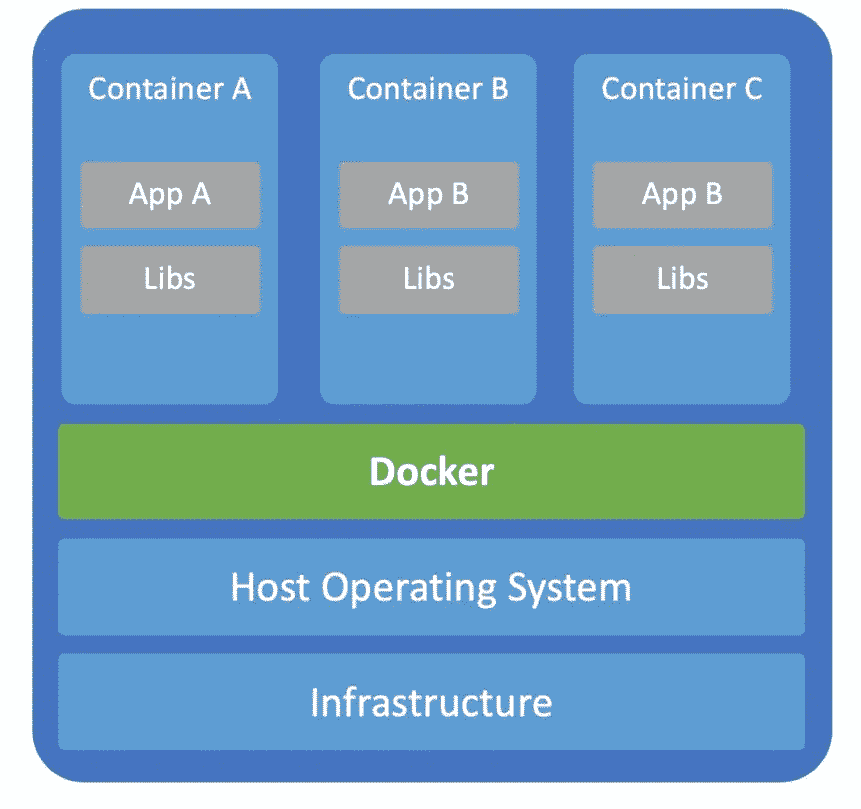 Container A
Container B
Container C
App A
App B
App B
Libs
Libs
Libs
Docker
Host Operating System
Infrastructure